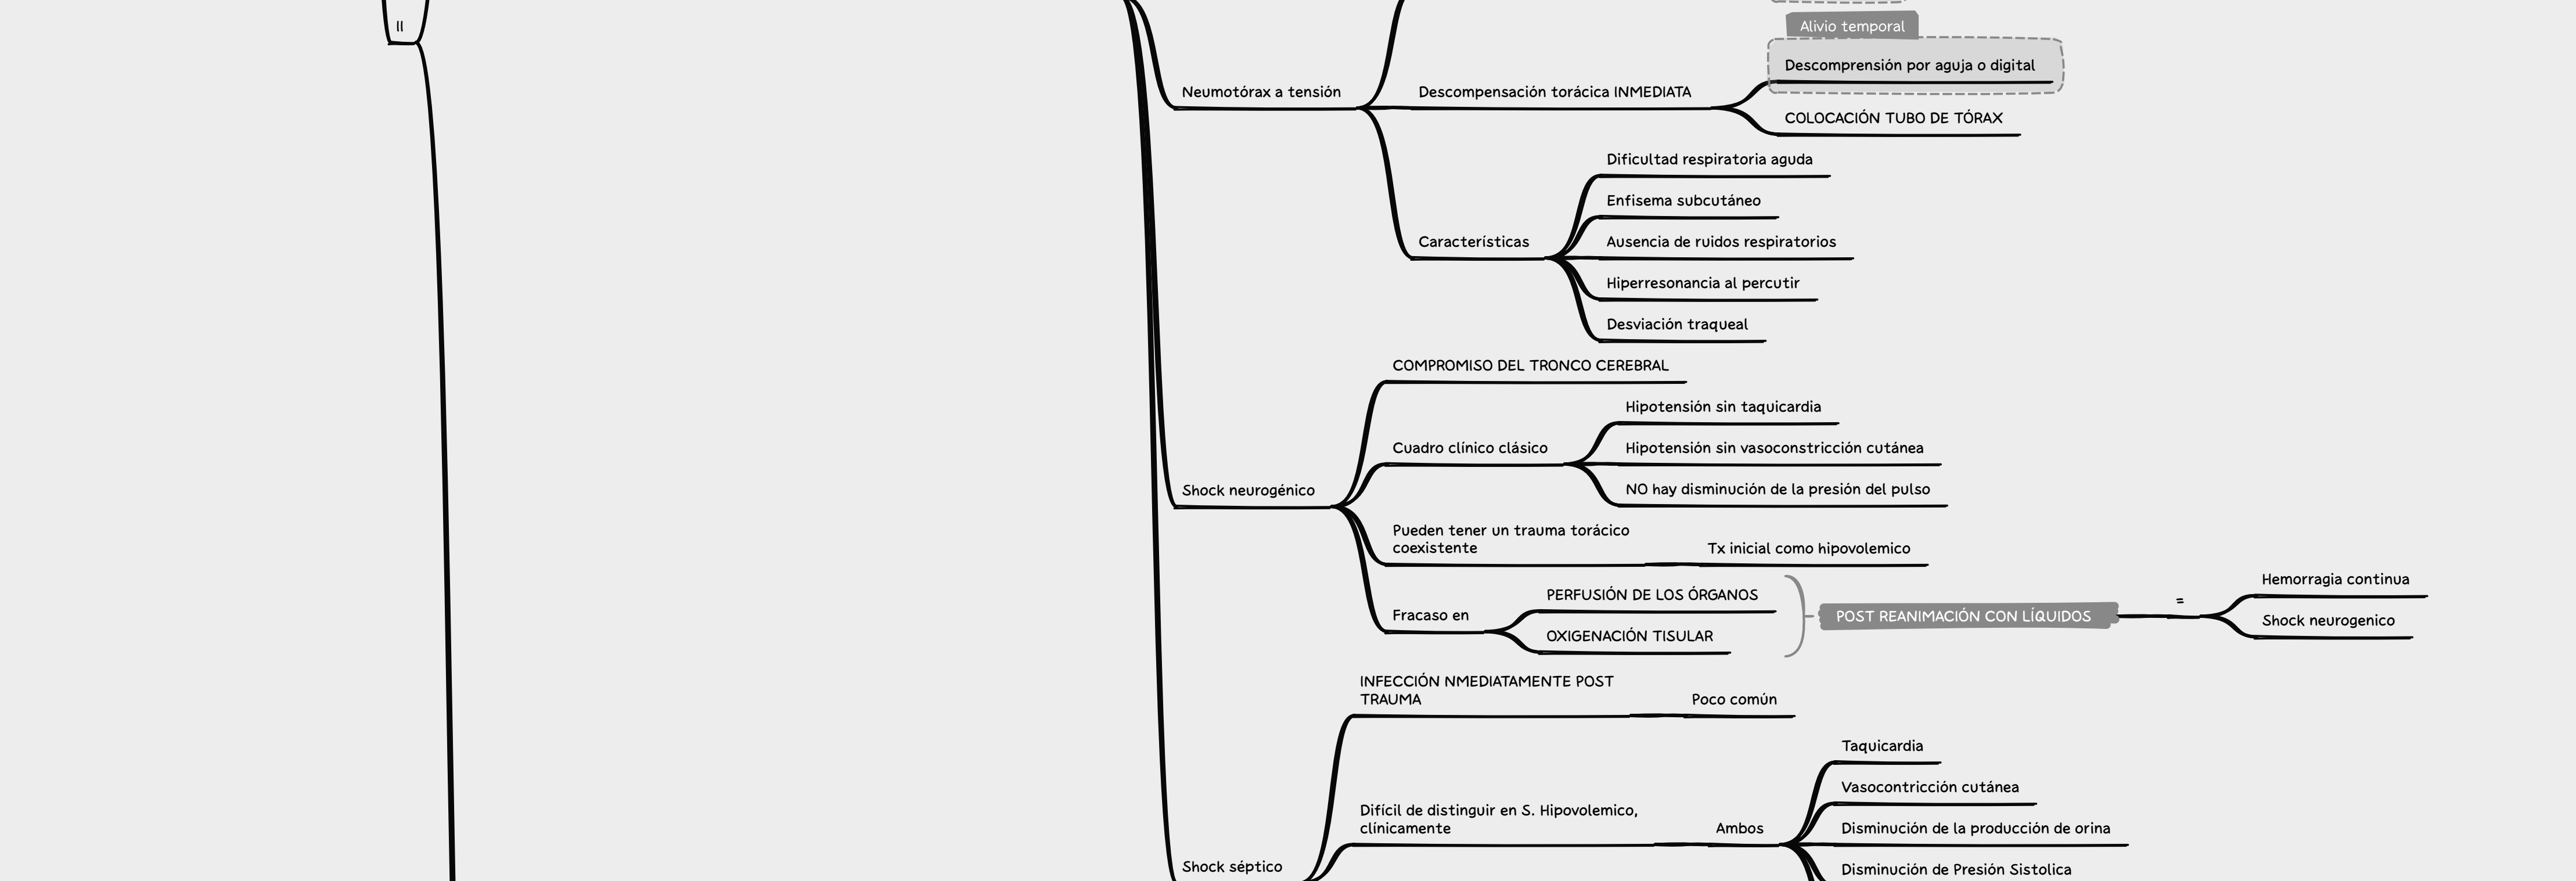 II
Alivio temporal
Descomprensión por aguja o digital
Neumotórax a tensión
Descompensación torácica INMEDIATA
COLOCACIÓN TUBO DE TÓRAX
Dificultad respiratoria aguda
Enfisema subcutáneo
Características
Ausencia de ruidos respiratorios
Hiperresonancia al percutir
Desviación traqueal
COMPROMISO DEL TRONCO CEREBRAL
Hipotensión sin taquicardia
Cuadro clínico clásico
Hipotensión sin vasoconstricción cutánea
Shock neurogénico
NO hay disminución de la presión del pulso
Pueden tener un trauma torácico
coexistente
Tx inicial como hipovolemico
Fracaso en
PERFUSIÓN DE LOS ÓRGANOS
OXIGENACIÓN TISULAR
POST REANIMACIÓN CON LÍQUIDOS
=
Hemorragia continua
Shock neurogenico
INFECCIÓN NMEDIATAMENTE POST
TRAUMA
Poco común
Taquicardia
Vasocontricción cutánea
Difícil de distinguir en S. Hipovolemico,
clínicamente
Ambos
Disminución de la producción de orina
Shock séptico
Disminución de Presión Sistolica